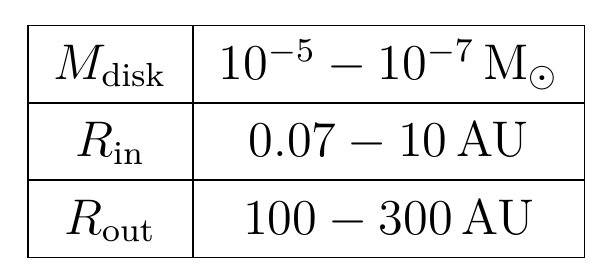 M_disk 10^−5 − 10^−7 M_⊙
R_in 0.07 − 10 AU
R_out 100 − 300 AU